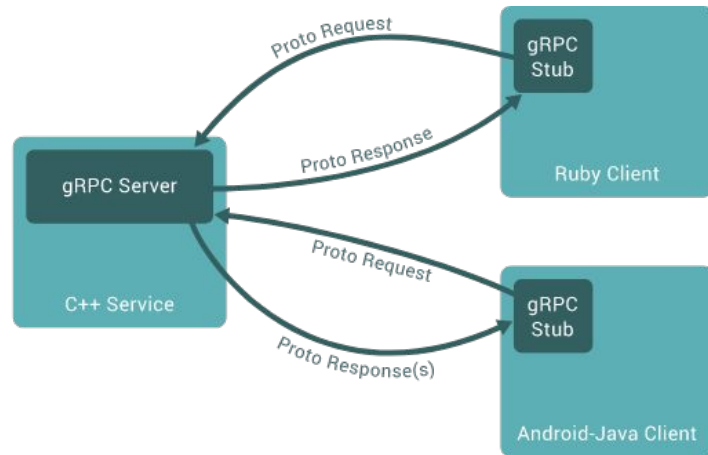 Proto Request
gRPC
Stub
Ruby Client
Proto Response
gRPC Server
C++ Service
Proto Request
gRPC
Stub
Proto Response(s)
Android-Java Client